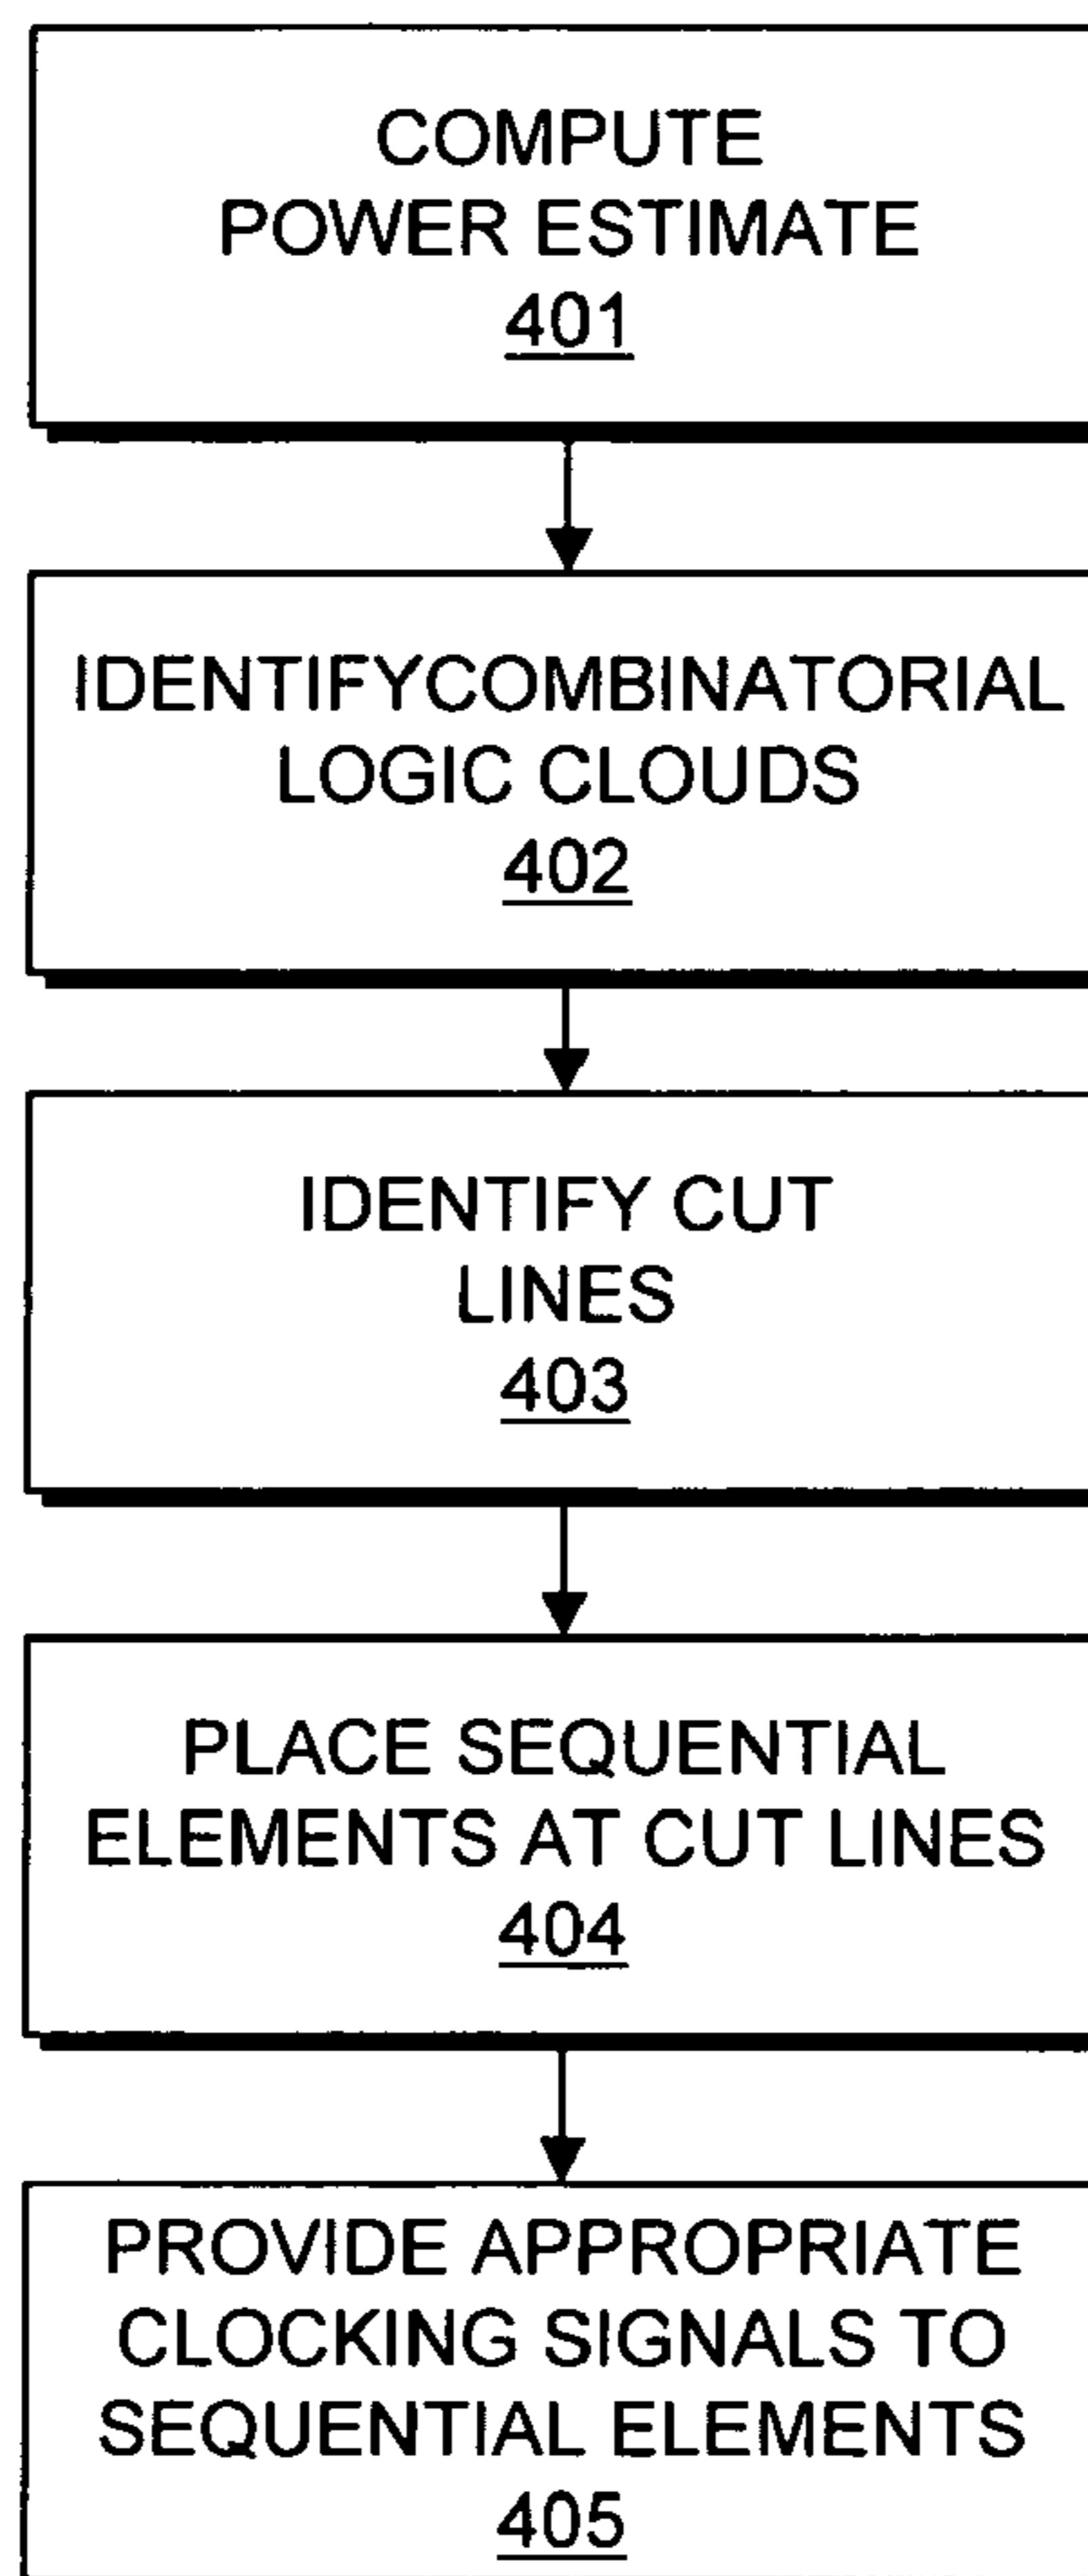 COMPUTE
POWER ESTIMATE
401
IDENTIFYCOMBINATORIAL
LOGIC CLOUDS
402
IDENTIFY CUT
LINES
403
PLACE SEQUENTIAL
ELEMENTS AT CUT LINES
404
PROVIDE APPROPRIATE
CLOCKING SIGNALS TO
SEQUENTIAL ELEMENTS
405